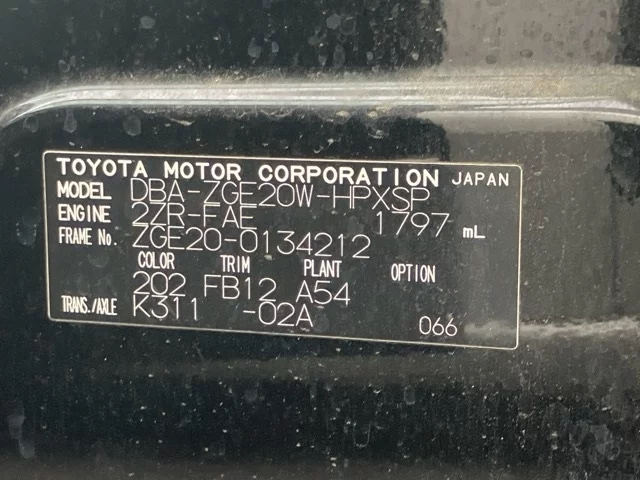 TOYOTA MOTOR CORPORATION JAPAN
MODEL DBA-ZGE20W-HPXSP
ENGINE 2ZR-FAE 1797 mL
FRAME No. ZGE20-0134212
COLOR TRIM PLANT OPTION
202 FB12 A54
TRANS./AXLE K311 -02A 066